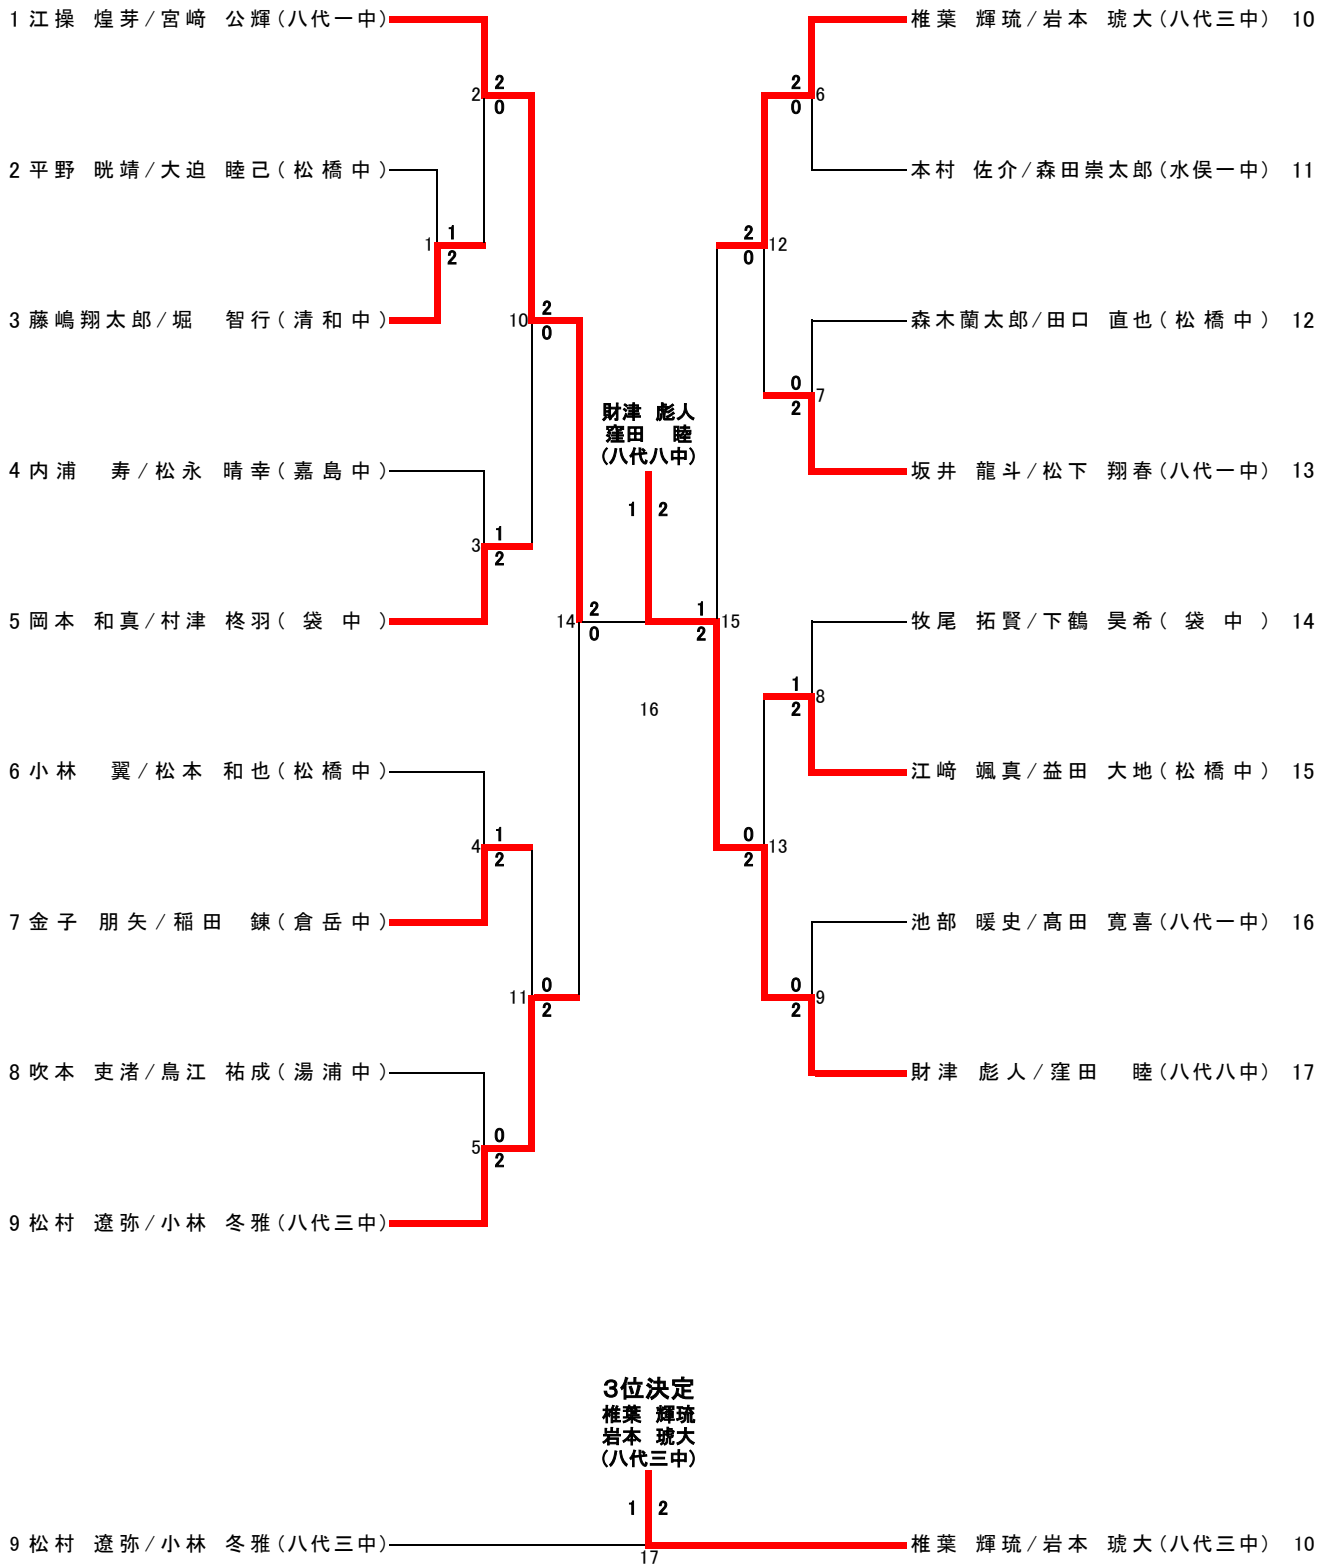 1 江操 煌芽/宮﨑 公輝(八代一中)
2 平野 晄靖/大迫 睦己(松橋中)
3 藤嶋翔太郎/堀 智行(清和中)
4 内浦 寿/松永 晴幸(嘉島中)
5 岡本 和真/村津 柊羽(袋中)
6 小林 翼/松本 和也(松橋中)
7 金子 朋矢/稲田 錬(倉岳中)
8 吹本 吏渚/鳥江 祐成(湯浦中)
9 松村 遼弥/小林 冬雅(八代三中)
2
2
0
1
1
2
10
2
0
3
1
2
14
2
0
4
1
2
11
0
2
5
0
2
財津 彪人
窪田 睦
(八代八中)
1 2
16
椎葉 輝琉/岩本 琥大(八代三中) 10
本村 佐介/森田崇太郎(水俣一中) 11
森木蘭太郎/田口 直也(松橋中) 12
坂井 龍斗/松下 翔春(八代一中) 13
牧尾 拓賢/下鶴 昊希(袋中) 14
江﨑 颯真/益田 大地(松橋中) 15
池部 暖史/髙田 寛喜(八代一中) 16
財津 彪人/窪田 睦(八代八中) 17
2
0
6
2
0
12
0
2
7
1
2
15
1
2
8
0
2
13
0
2
9
3位決定
椎葉 輝琉
岩本 琥大
(八代三中)
1 2
9 松村 遼弥/小林 冬雅(八代三中)
17
椎葉 輝琉/岩本 琥大(八代三中) 10